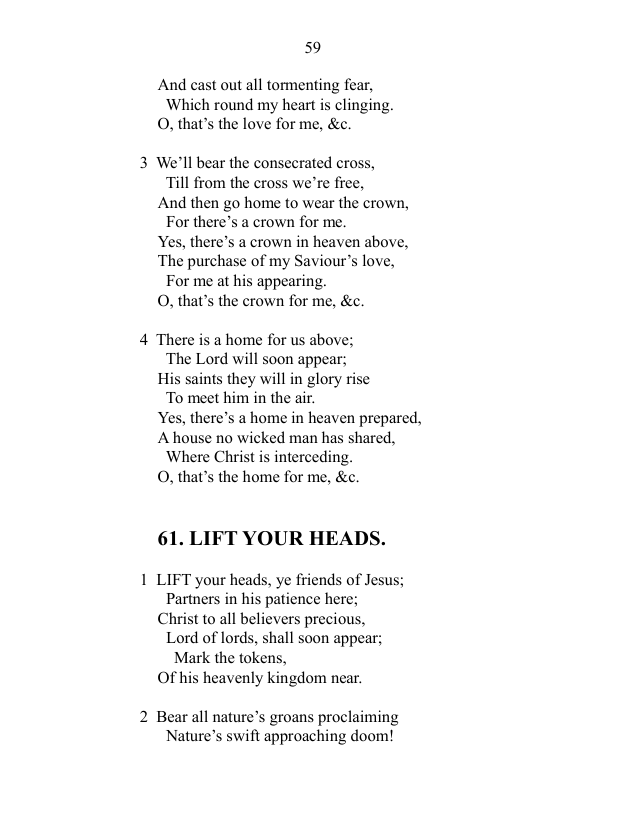 59
And cast out all tormenting fear,
Which round my heart is clinging.
O, that’s the love for me, &c.
3 We’ll bear the consecrated cross,
Till from the cross we’re free,
And then go home to wear the crown,
For there’s a crown for me.
Yes, there’s a crown in heaven above,
The purchase of my Saviour’s love,
For me at his appearing.
O, that’s the crown for me, &c.
4 There is a home for us above;
The Lord will soon appear;
His saints they will in glory rise
To meet him in the air.
Yes, there’s a home in heaven prepared,
A house no wicked man has shared,
Where Christ is interceding.
O, that’s the home for me, &c.
61. LIFT YOUR HEADS.
1 LIFT your heads, ye friends of Jesus;
Partners in his patience here;
Christ to all believers precious,
Lord of lords, shall soon appear;
Mark the tokens,
Of his heavenly kingdom near.
2 Bear all nature’s groans proclaiming
Nature’s swift approaching doom!